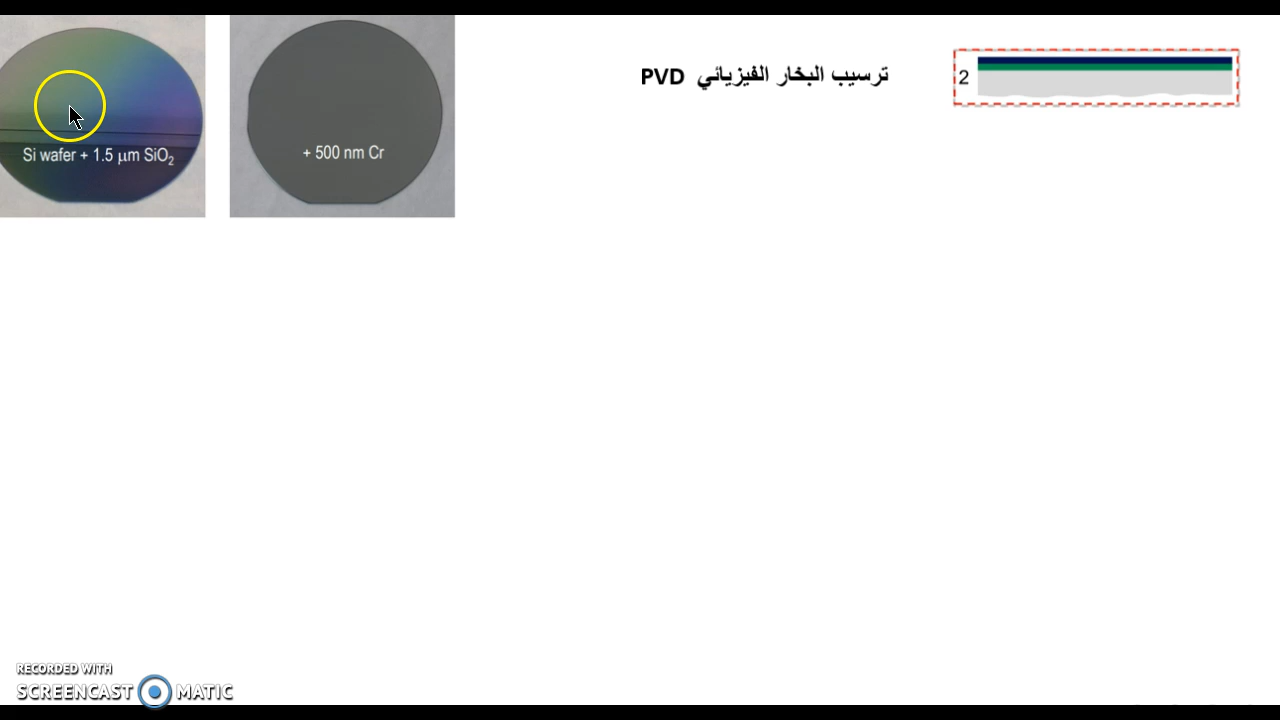 Si wafer + 1.5 μm SiO₂
+ 500 nm Cr
ترسيب البخار الفيزيائي PVD
2
RECORDED WITH
SCREENCAST MATIC